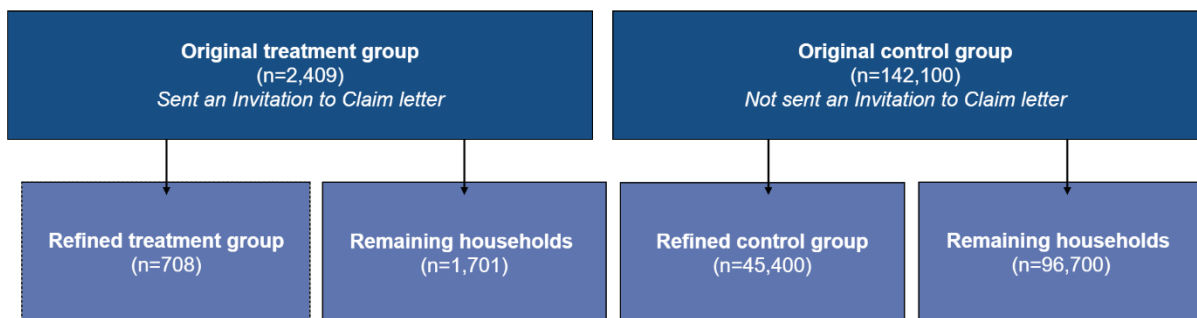 Original treatment group
(n=2,409)
Sent an Invitation to Claim letter
Original control group
(n=142,100)
Not sent an Invitation to Claim letter
Refined treatment group
(n=708)
Remaining households
(n=1,701)
Refined control group
(n=45,400)
Remaining households
(n=96,700)